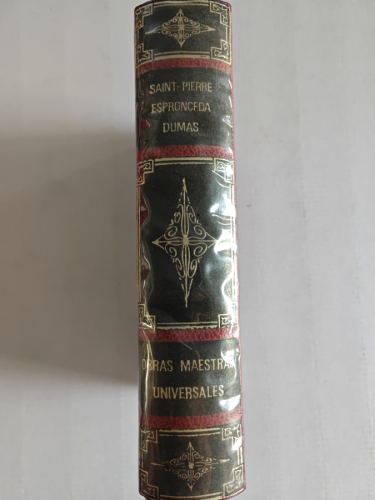 SAINT-PIERRE
ESPRONCEDA
DUMAS
OBRAS MAESTRAS
UNIVERSALES